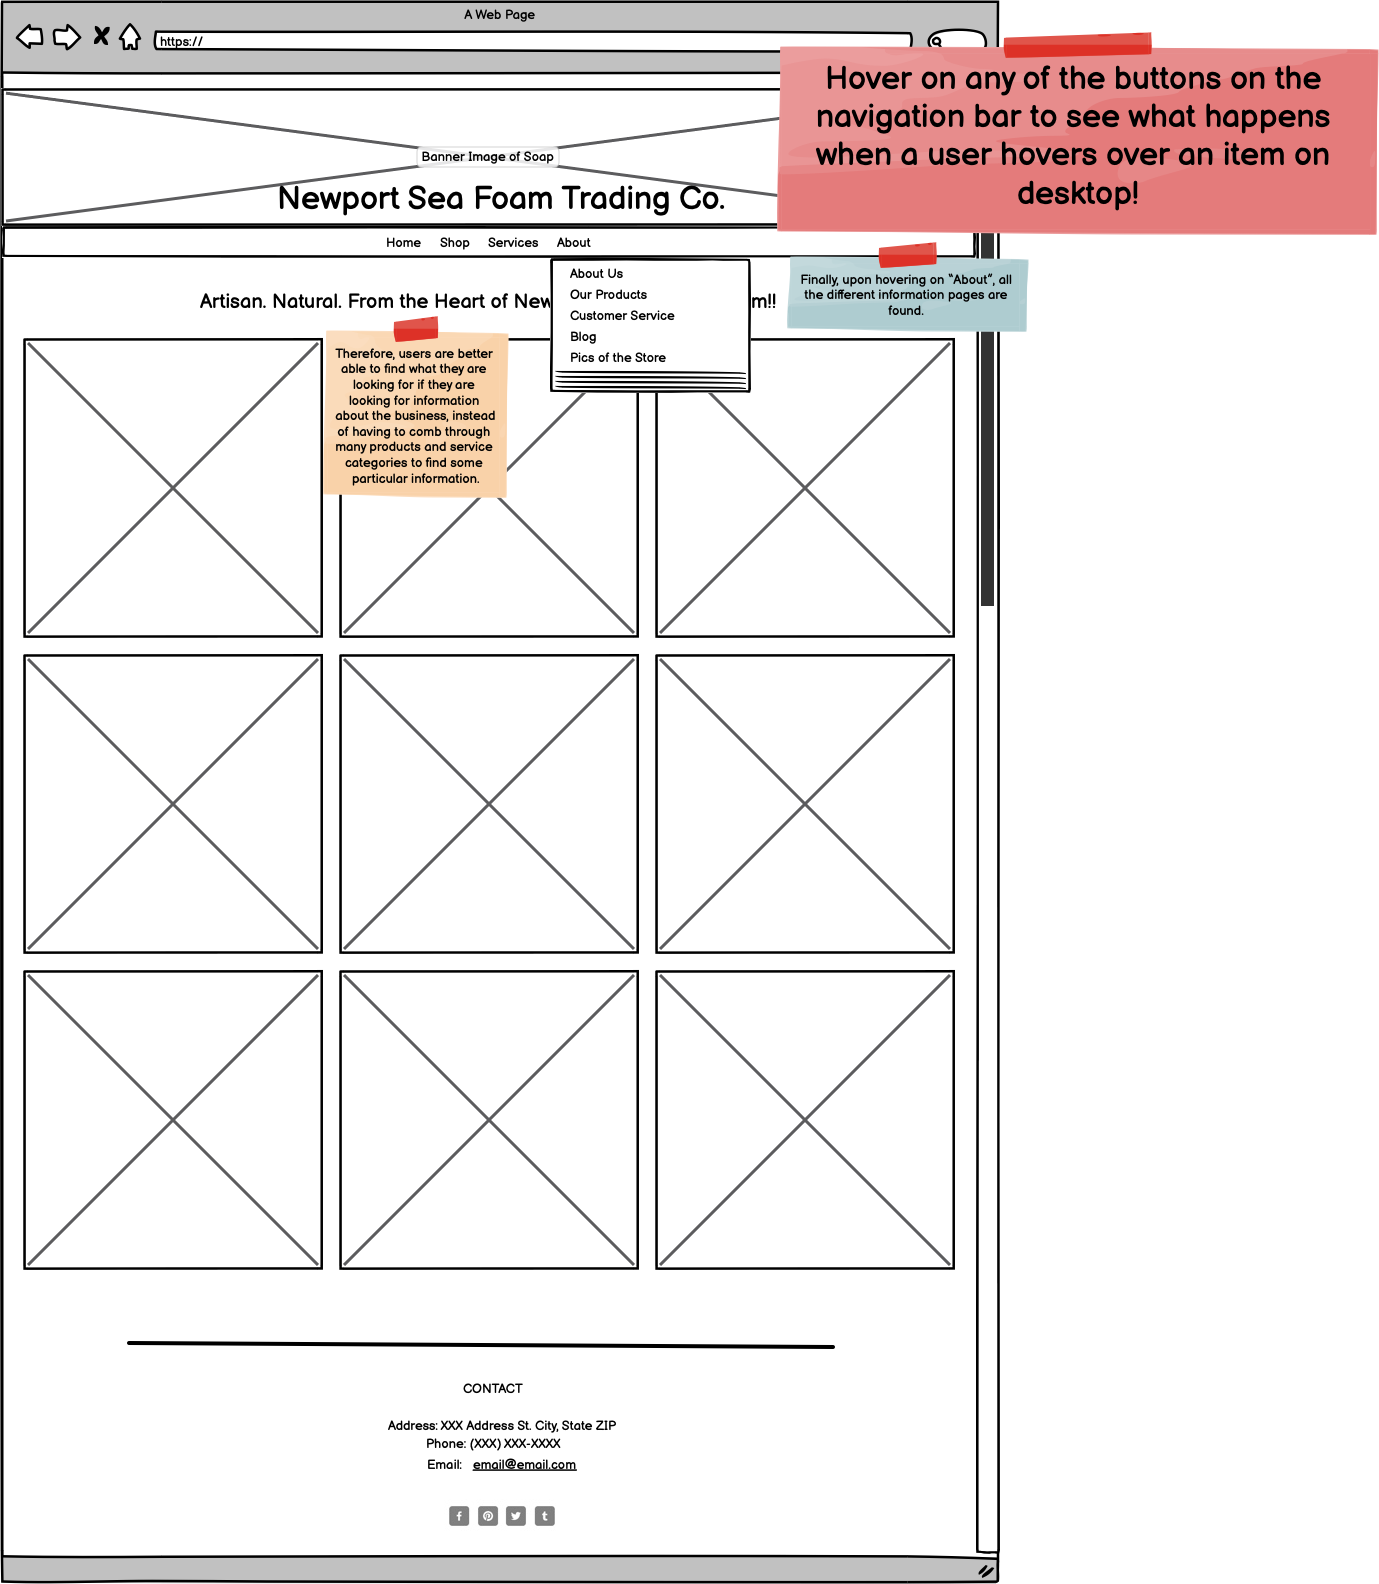 A Web Page
https://
Hover on any of the buttons on the
navigation bar to see what happens
when a user hovers over an item on
desktop!
Banner Image of Soap
Newport Sea Foam Trading Co.
Home Shop Services About
About Us
Our Products
Customer Service
Blog
Pics of the Store
Finally, upon hovering on "About", all
the different information pages are
found.
Artisan. Natural. From the Heart of New
m!!
Therefore, users are better
able to find what they are
looking for if they are
looking for information
about the business, instead
of having to comb through
many products and service
categories to find some
particular information.
CONTACT
Address: XXX Address St. City, State ZIP
Phone: (XXX) XXX-XXXX
Email: email@email.com